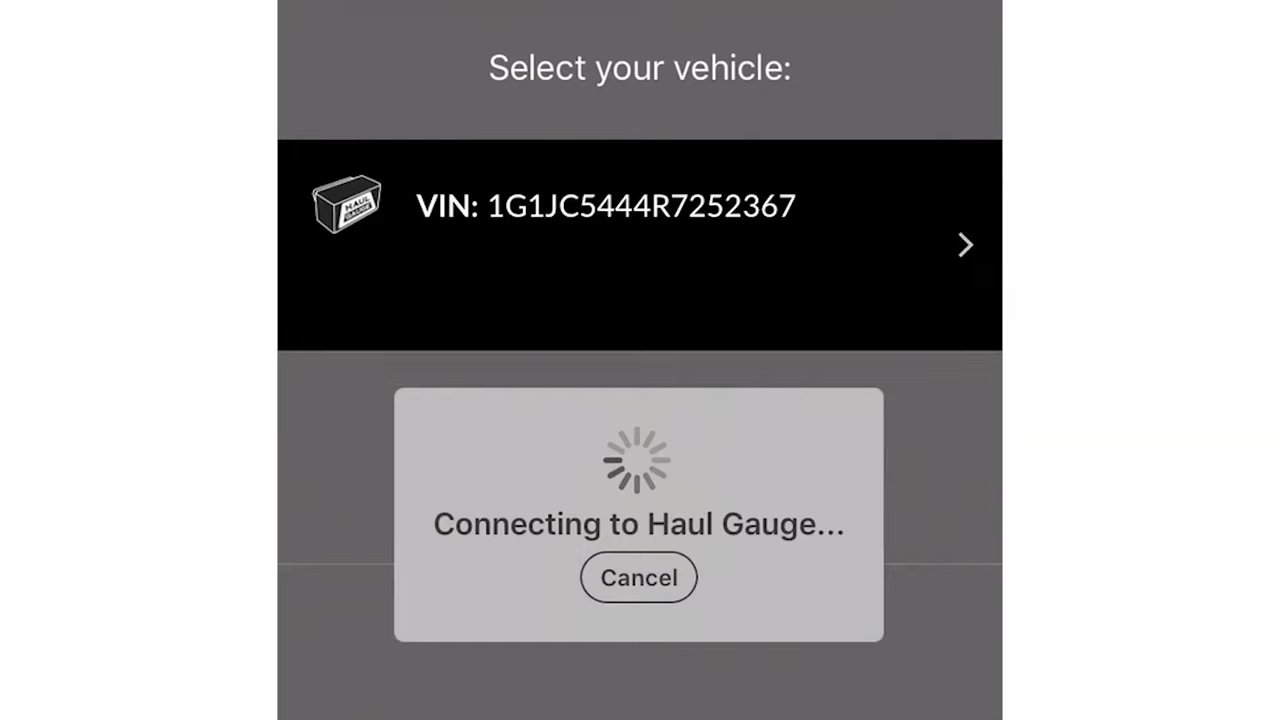 Select your vehicle:
HAUL
GAUGE
VIN: 1G1JC5444R7252367
Connecting to Haul Gauge...
Cancel